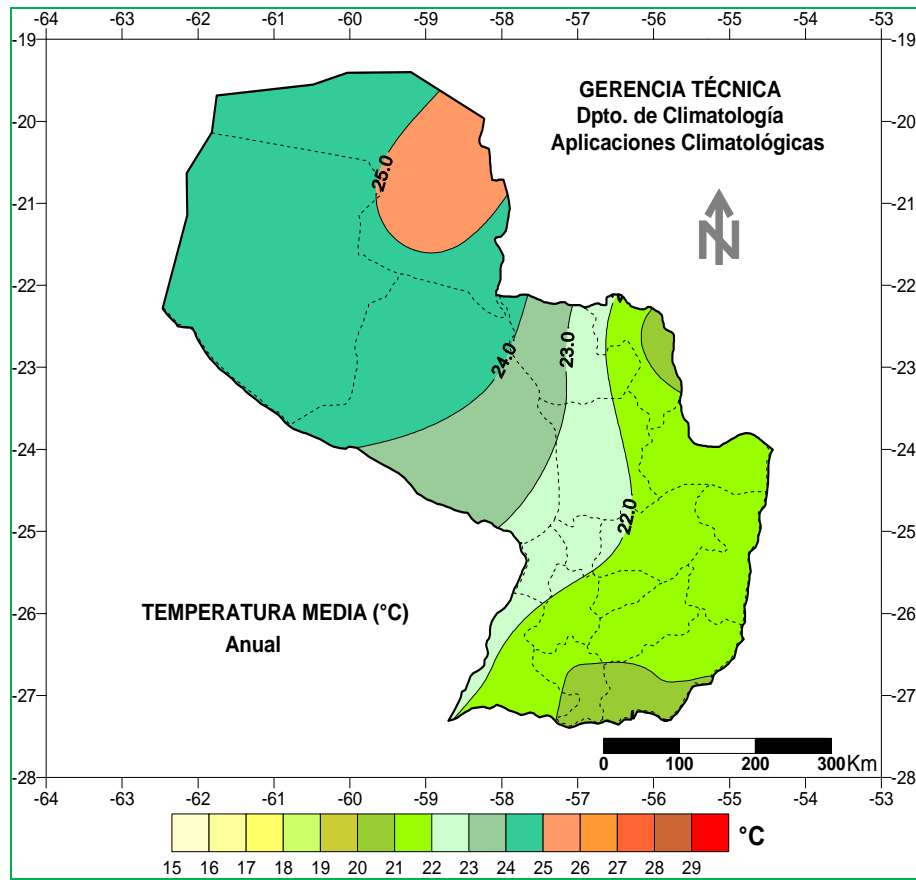 -64 -63 -62 -61 -60 -59 -58 -57 -56 -55 -54 -53
-19
-20
-21
-22
-23
-24
-25
-26
-27
-28
GERENCIA TÉCNICA
Dpto. de Climatología
Aplicaciones Climatológicas
N
25.0
24.0
23.0
22.0
TEMPERATURA MEDIA (°C)
Anual
0 100 200 300Km
-19
-20
-21
-22
-23
-24
-25
-26
-27
-28
-64 -63 -62 -61 -60 -59 -58 -57 -56 -55 -54 -53
°C
15 16 17 18 19 20 21 22 23 24 25 26 27 28 29